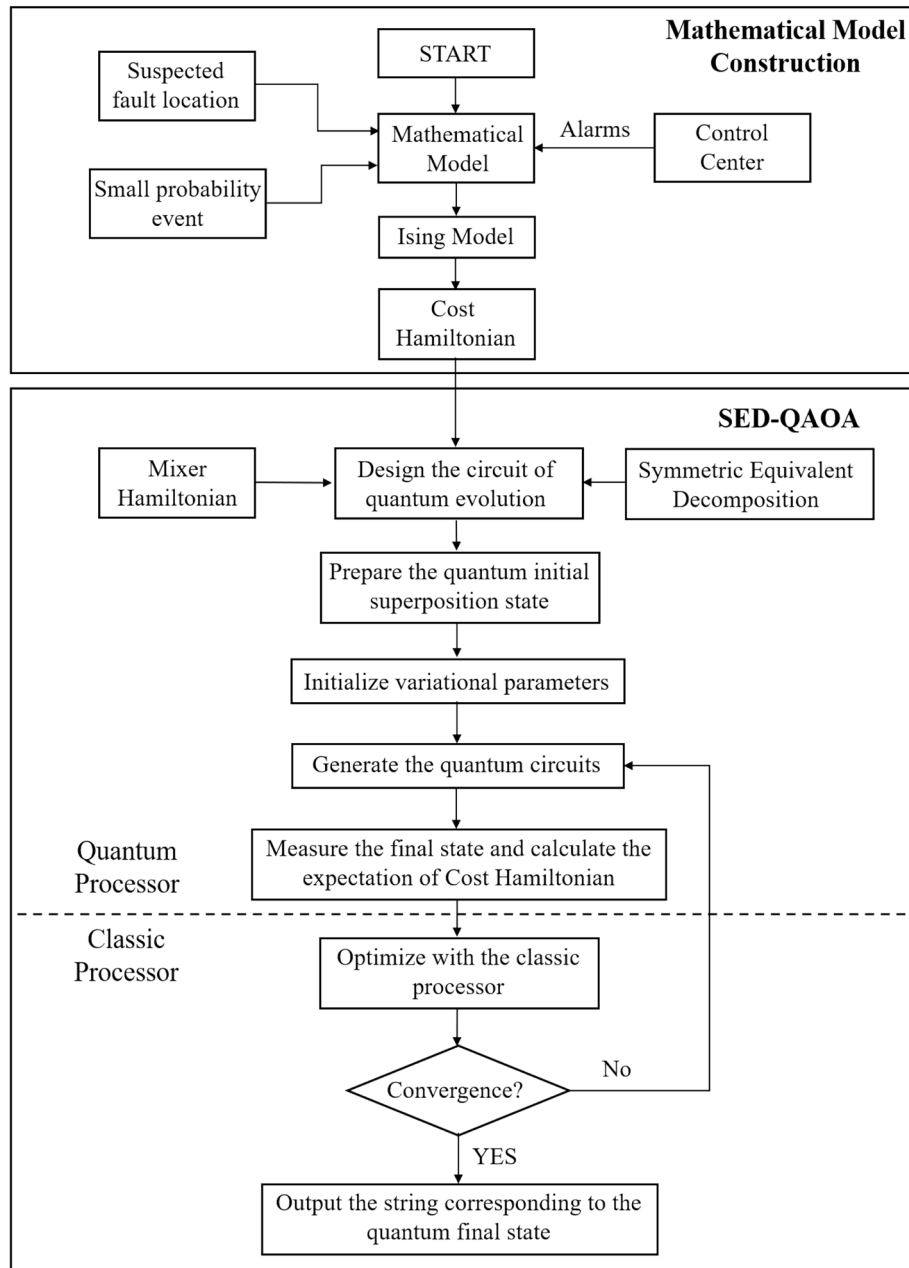 Mathematical Model
Construction
START
Suspected
fault location
Mathematical
Model
Alarms
Control
Center
Small probability
event
Ising Model
Cost
Hamiltonian
SED-QAOA
Mixer
Hamiltonian
Design the circuit of
quantum evolution
Symmetric Equivalent
Decomposition
Prepare the quantum initial
superposition state
Initialize variational parameters
Generate the quantum circuits
Quantum
Processor
Measure the final state and calculate the
expectation of Cost Hamiltonian
Classic
Processor
Optimize with the classic
processor
Convergence?
No
YES
Output the string corresponding to the
quantum final state